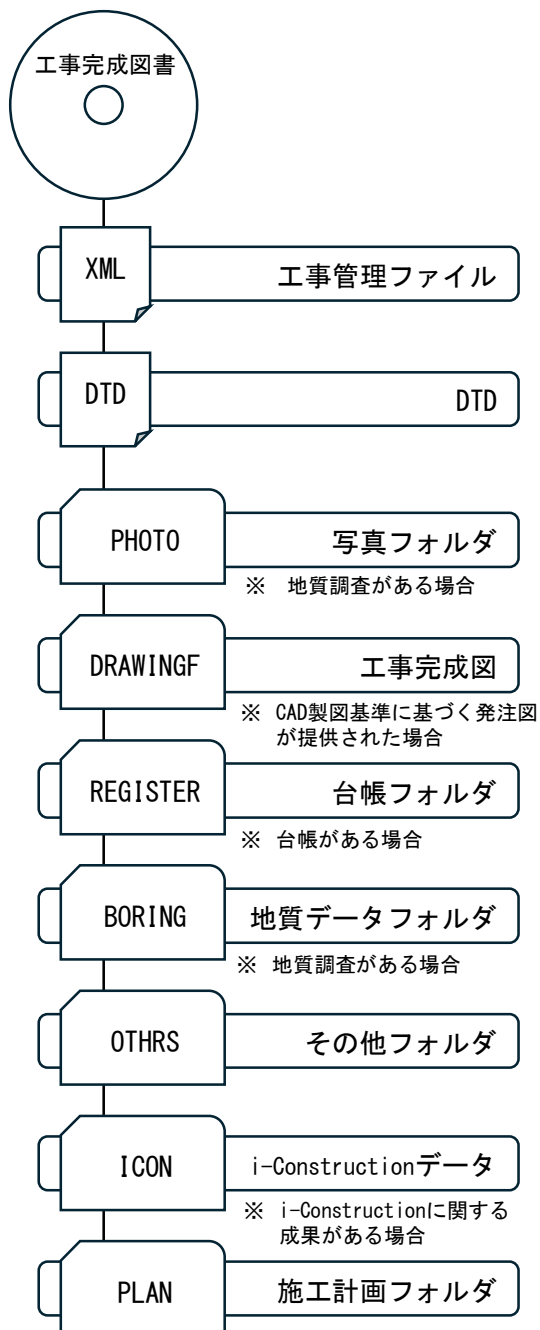 工事完成図書
XML
工事管理ファイル
DTD
DTD
PHOTO
写真フォルダ
※ 地質調査がある場合
DRAWINGF
工事完成図
※ CAD製図基準に基づく発注図
が提供された場合
REGISTER
台帳フォルダ
※ 台帳がある場合
BORING
地質データフォルダ
※ 地質調査がある場合
OTHRS
その他フォルダ
ICON
i-Constructionデータ
※ i-Constructionに関する
成果がある場合
PLAN
施工計画フォルダ